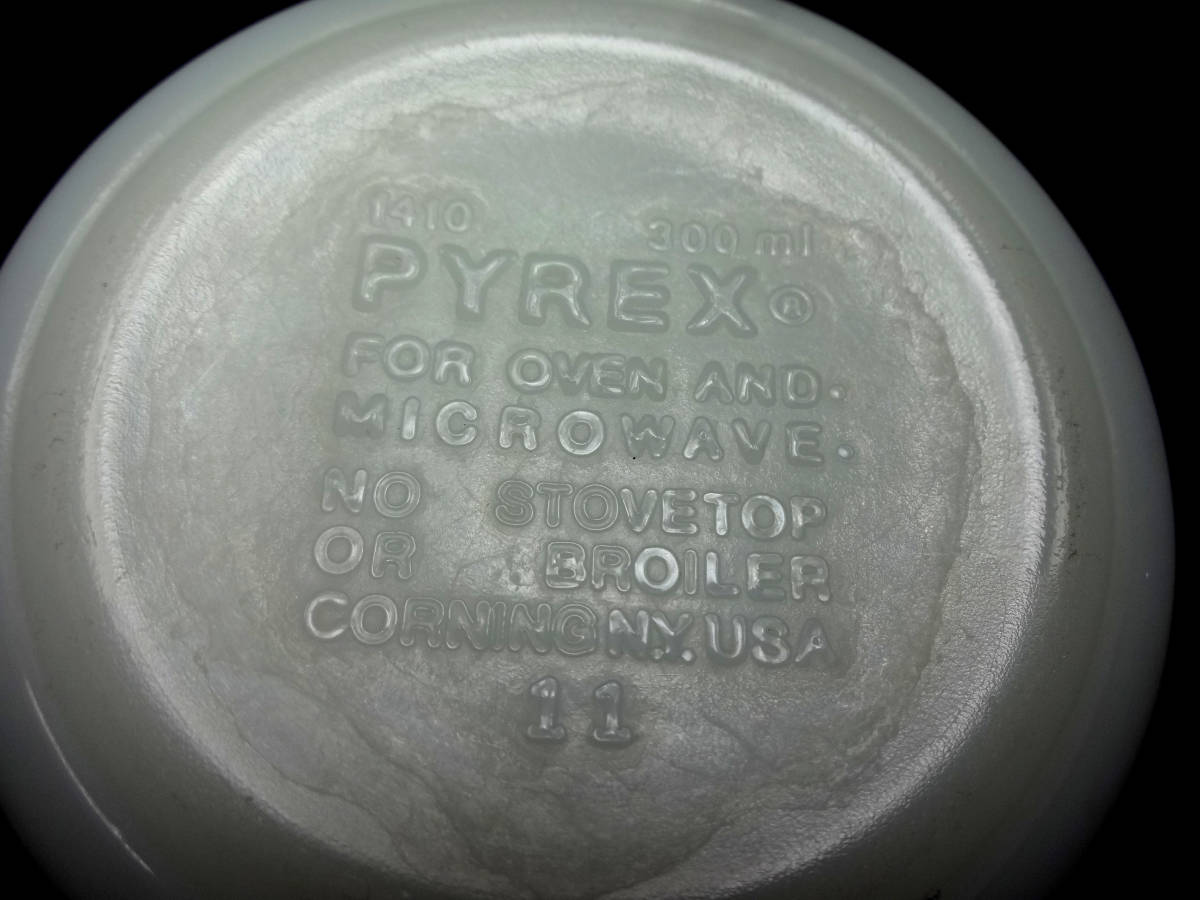 1410 300 ml
PYREX®
FOR OVEN AND.
MICROWAVE.
NO STOVETOP
OR BROILER
CORNING N.Y. USA
11